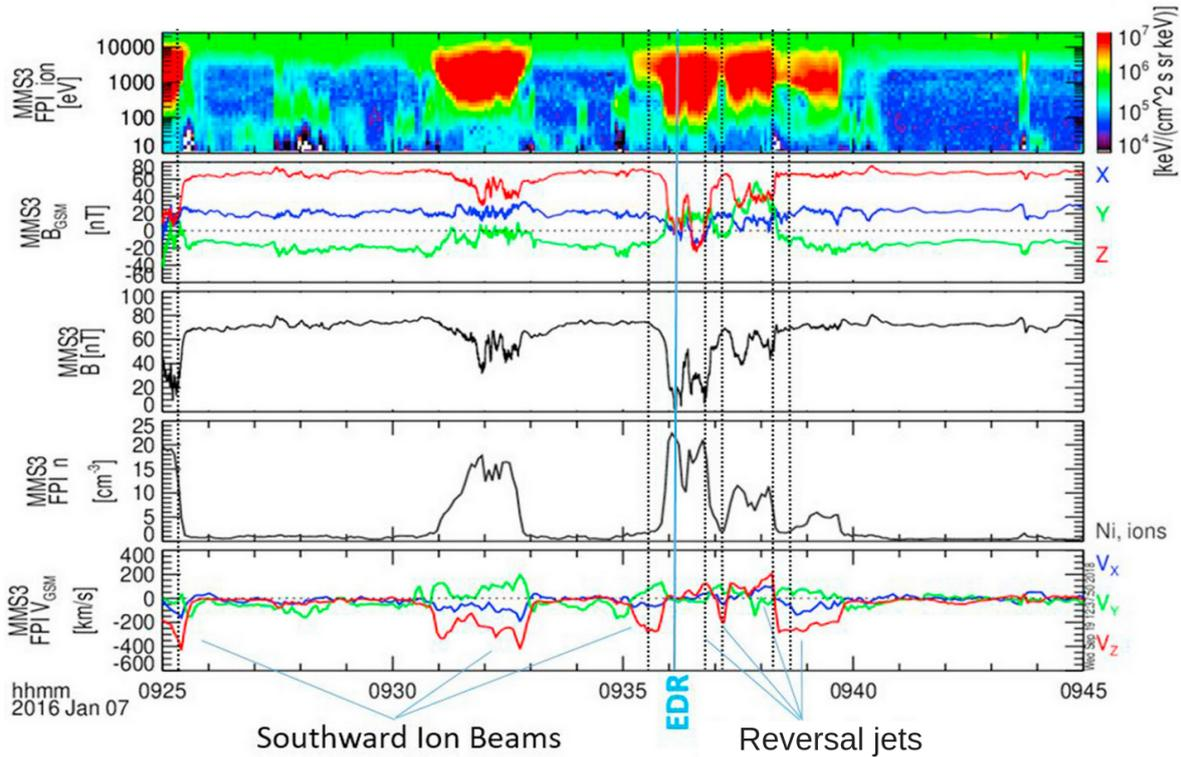 MMS3
FPI ion
[eV]
10000
1000
100
10
10^7
10^6
10^5
10^4
[keV/(cm^2 s sr keV)]
MMS3
B_GSM
[nT]
80
60
40
20
0
-20
-40
-60
X
Y
Z
MMS3
B [nT]
100
80
60
40
20
0
MMS3
FPI n
[cm^-3]
25
20
15
10
5
0
Ni, ions
MMS3
FPI V_GSM
[km/s]
400
200
0
-200
-400
-600
V_X
V_Y
V_Z
hhmm
2016 Jan 07
0925 0930 0935 0940 0945
EDR
Southward Ion Beams
Reversal jets